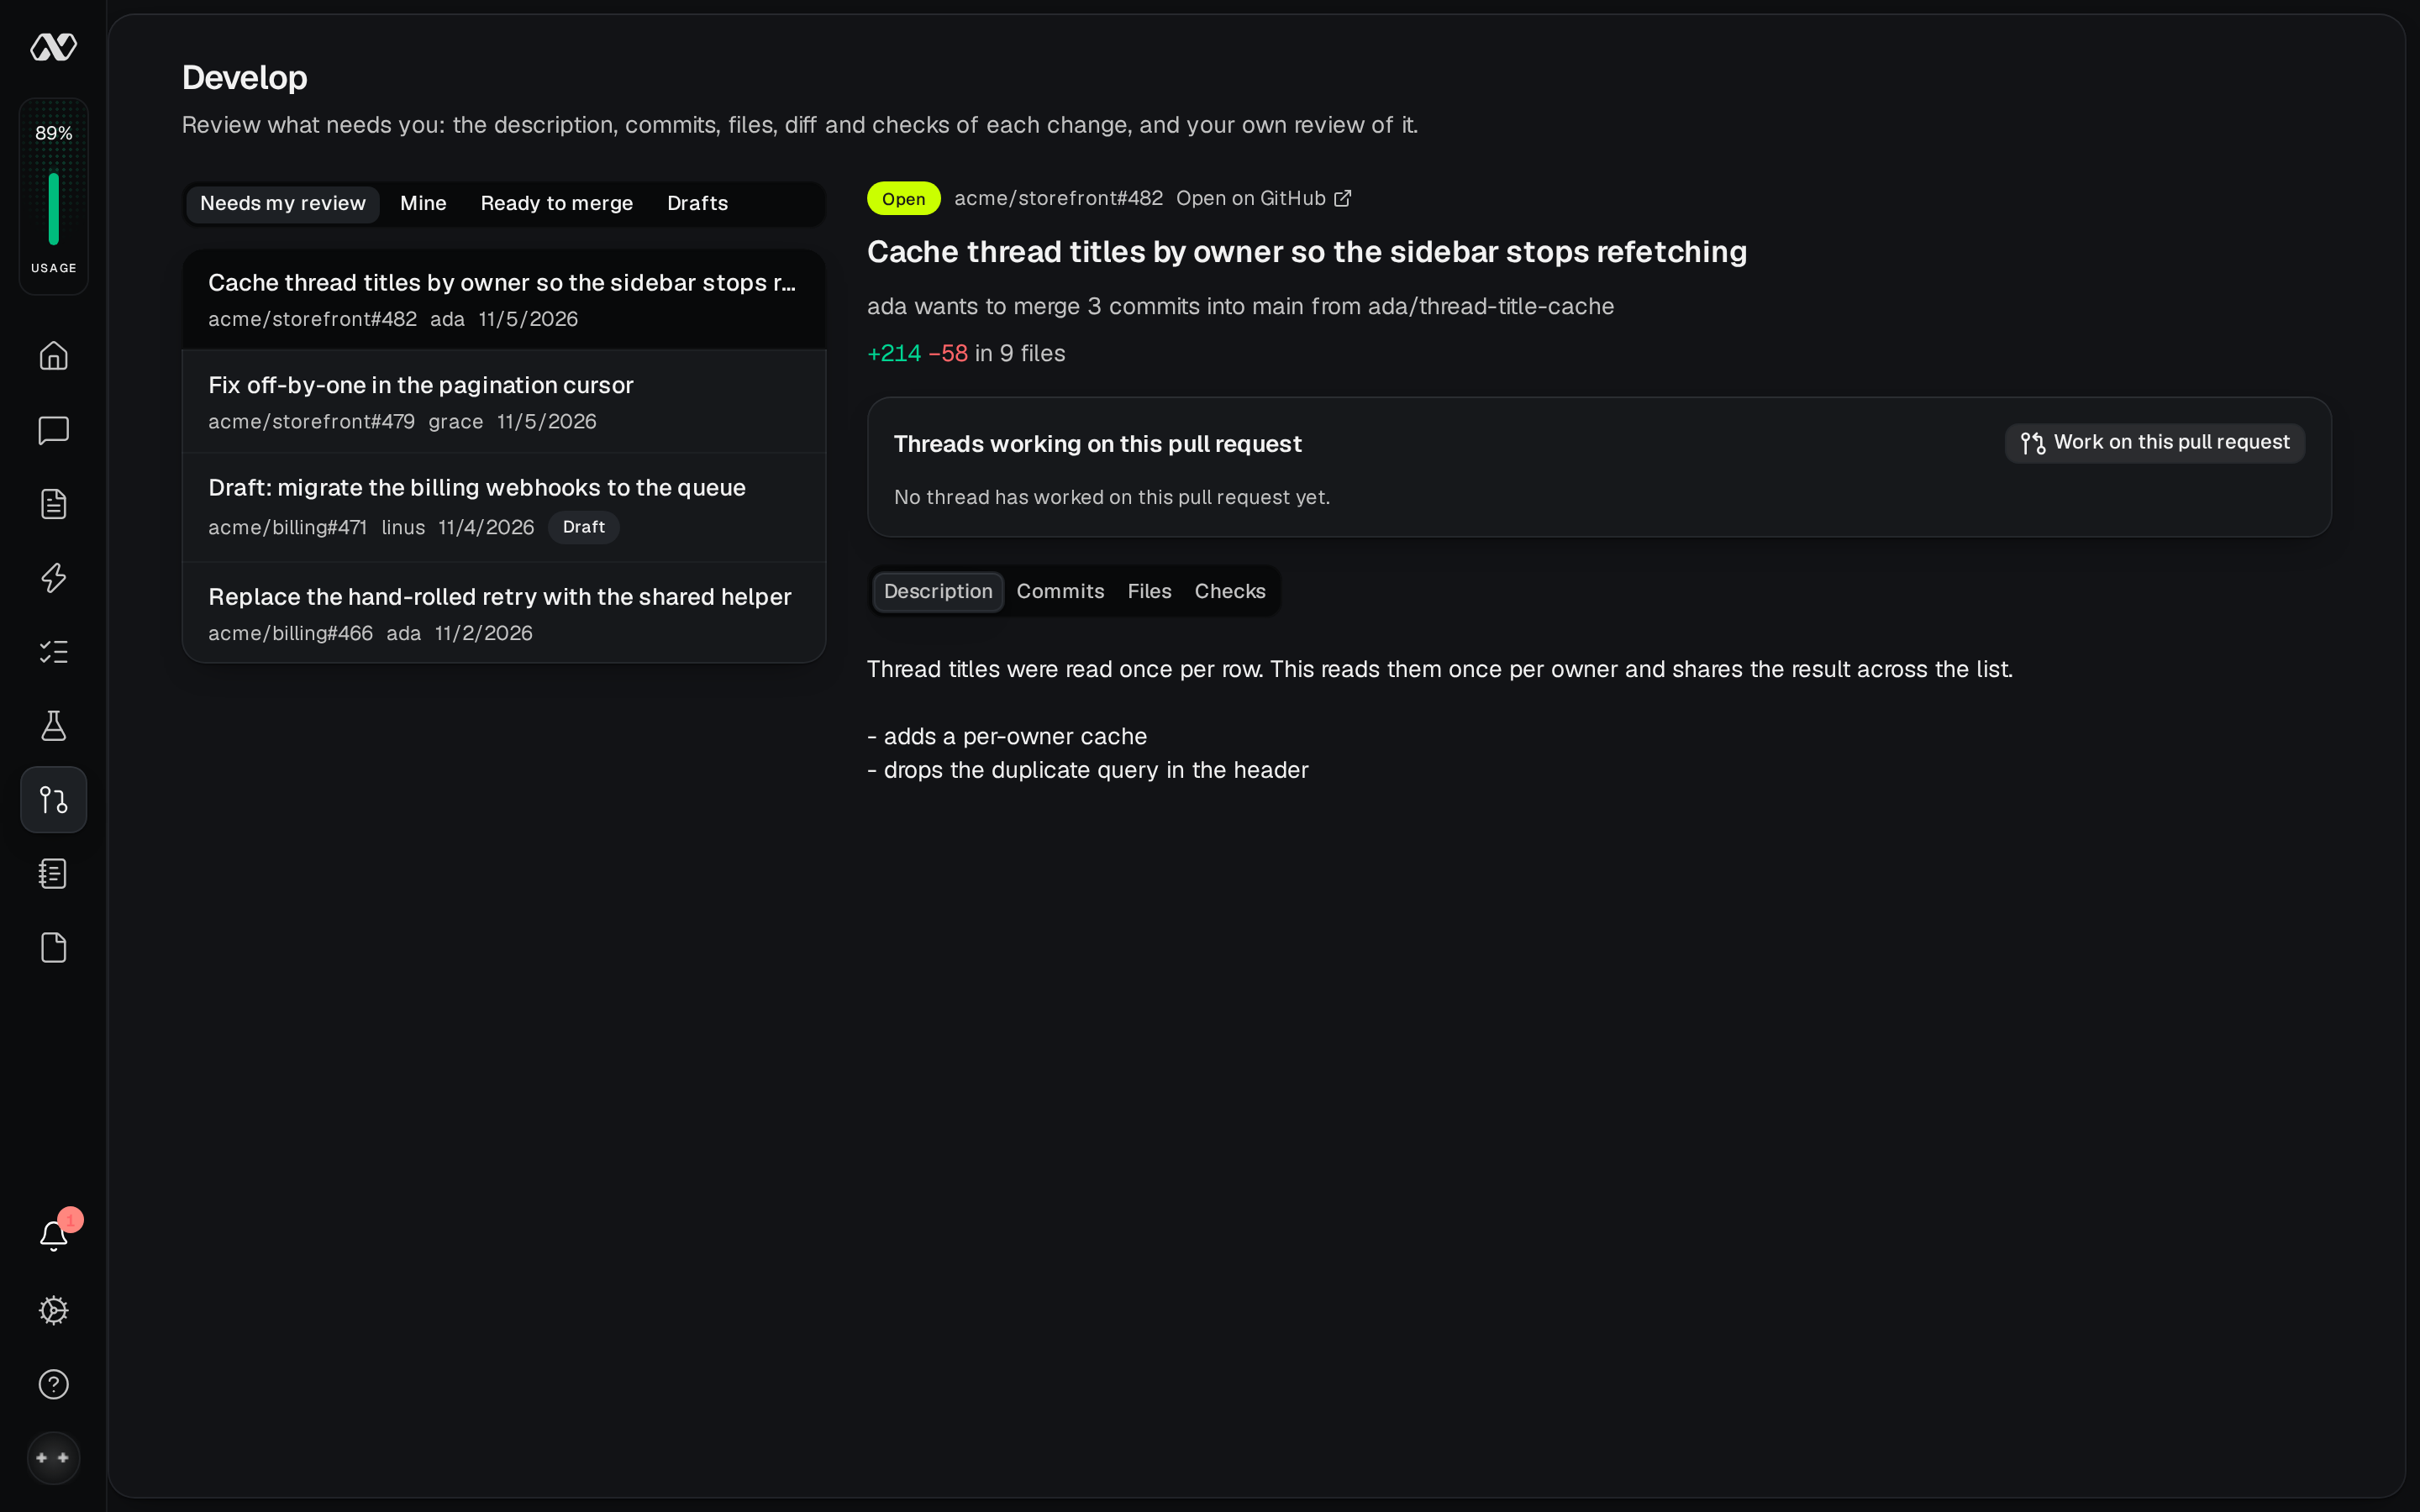 89%
USAGE
1
Develop
Review what needs you: the description, commits, files, diff and checks of each change, and your own review of it.
Needs my review Mine Ready to merge Drafts
Cache thread titles by owner so the sidebar stops r…
acme/storefront#482 ada 11/5/2026
Fix off-by-one in the pagination cursor
acme/storefront#479 grace 11/5/2026
Draft: migrate the billing webhooks to the queue
acme/billing#471 linus 11/4/2026 Draft
Replace the hand-rolled retry with the shared helper
acme/billing#466 ada 11/2/2026
Open acme/storefront#482 Open on GitHub
Cache thread titles by owner so the sidebar stops refetching
ada wants to merge 3 commits into main from ada/thread-title-cache
+214 −58 in 9 files
Threads working on this pull request
Work on this pull request
No thread has worked on this pull request yet.
Description Commits Files Checks
Thread titles were read once per row. This reads them once per owner and shares the result across the list.
- adds a per-owner cache
- drops the duplicate query in the header